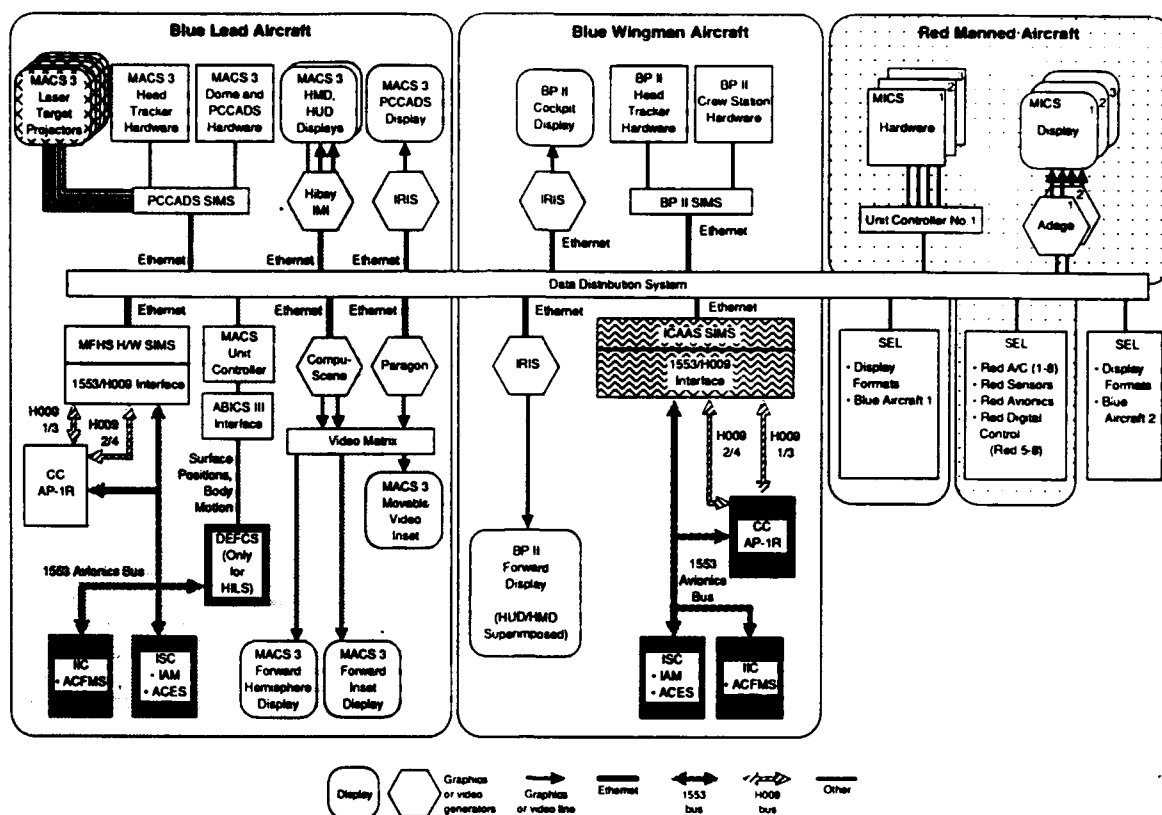 Blue Lead Aircraft
MACS 3
Laser
Target
Projectors
MACS 3
Head
Tracker
Hardware
MACS 3
Dome and
PCCADS
Hardware
MACS 3
HMD,
HUD
Displays
MACS 3
PCCADS
Display
PCCADS SIMS
Hibay
IMI
IRIS
Ethernet
Ethernet
Ethernet
Blue Wingman Aircraft
BP II
Cockpit
Display
BP II
Head
Tracker
Hardware
BP II
Crew Station
Hardware
IRIS
BP II SIMS
Ethernet
Ethernet
Red Manned Aircraft
MICS
1
2
Hardware
MICS
1
2
3
Display
Unit Controller No. 1
Adage
1
2
Data Distribution System
Ethernet
Ethernet
Ethernet
MFHS H/W SIMS
1553/H009 Interface
MACS
Unit
Controller
ABICS III
Interface
Compu-
Scene
Paragon
Video Matrix
H009
1/3
H009
2/4
CC
AP-1R
Surface
Positions,
Body
Motion
MACS 3
Movable
Video
Inset
DEFCS
(Only
for
HILS)
1553 Avionics Bus
IIC
• ACFMS
ISC
• IAM
• ACES
MACS 3
Forward
Hemisphere
Display
MACS 3
Forward
Inset
Display
Ethernet
IRIS
ICAAS SIMS
1553/H009
Interface
H009
2/4
H009
1/3
CC
AP-1R
BP II
Forward
Display
(HUD/HMD
Superimposed)
1553
Avionics
Bus
ISC
• IAM
• ACES
IIC
• ACFMS
SEL
• Display
Formats
• Blue Aircraft 1
SEL
• Red A/C (1-8)
• Red Sensors
• Red Avionics
• Red Digital
Control
(Red 5-8)
SEL
• Display
Formats
• Blue
Aircraft 2
Display
Graphics
or video
generators
Graphics
or video line
Ethernet
1553
bus
H009
bus
Other